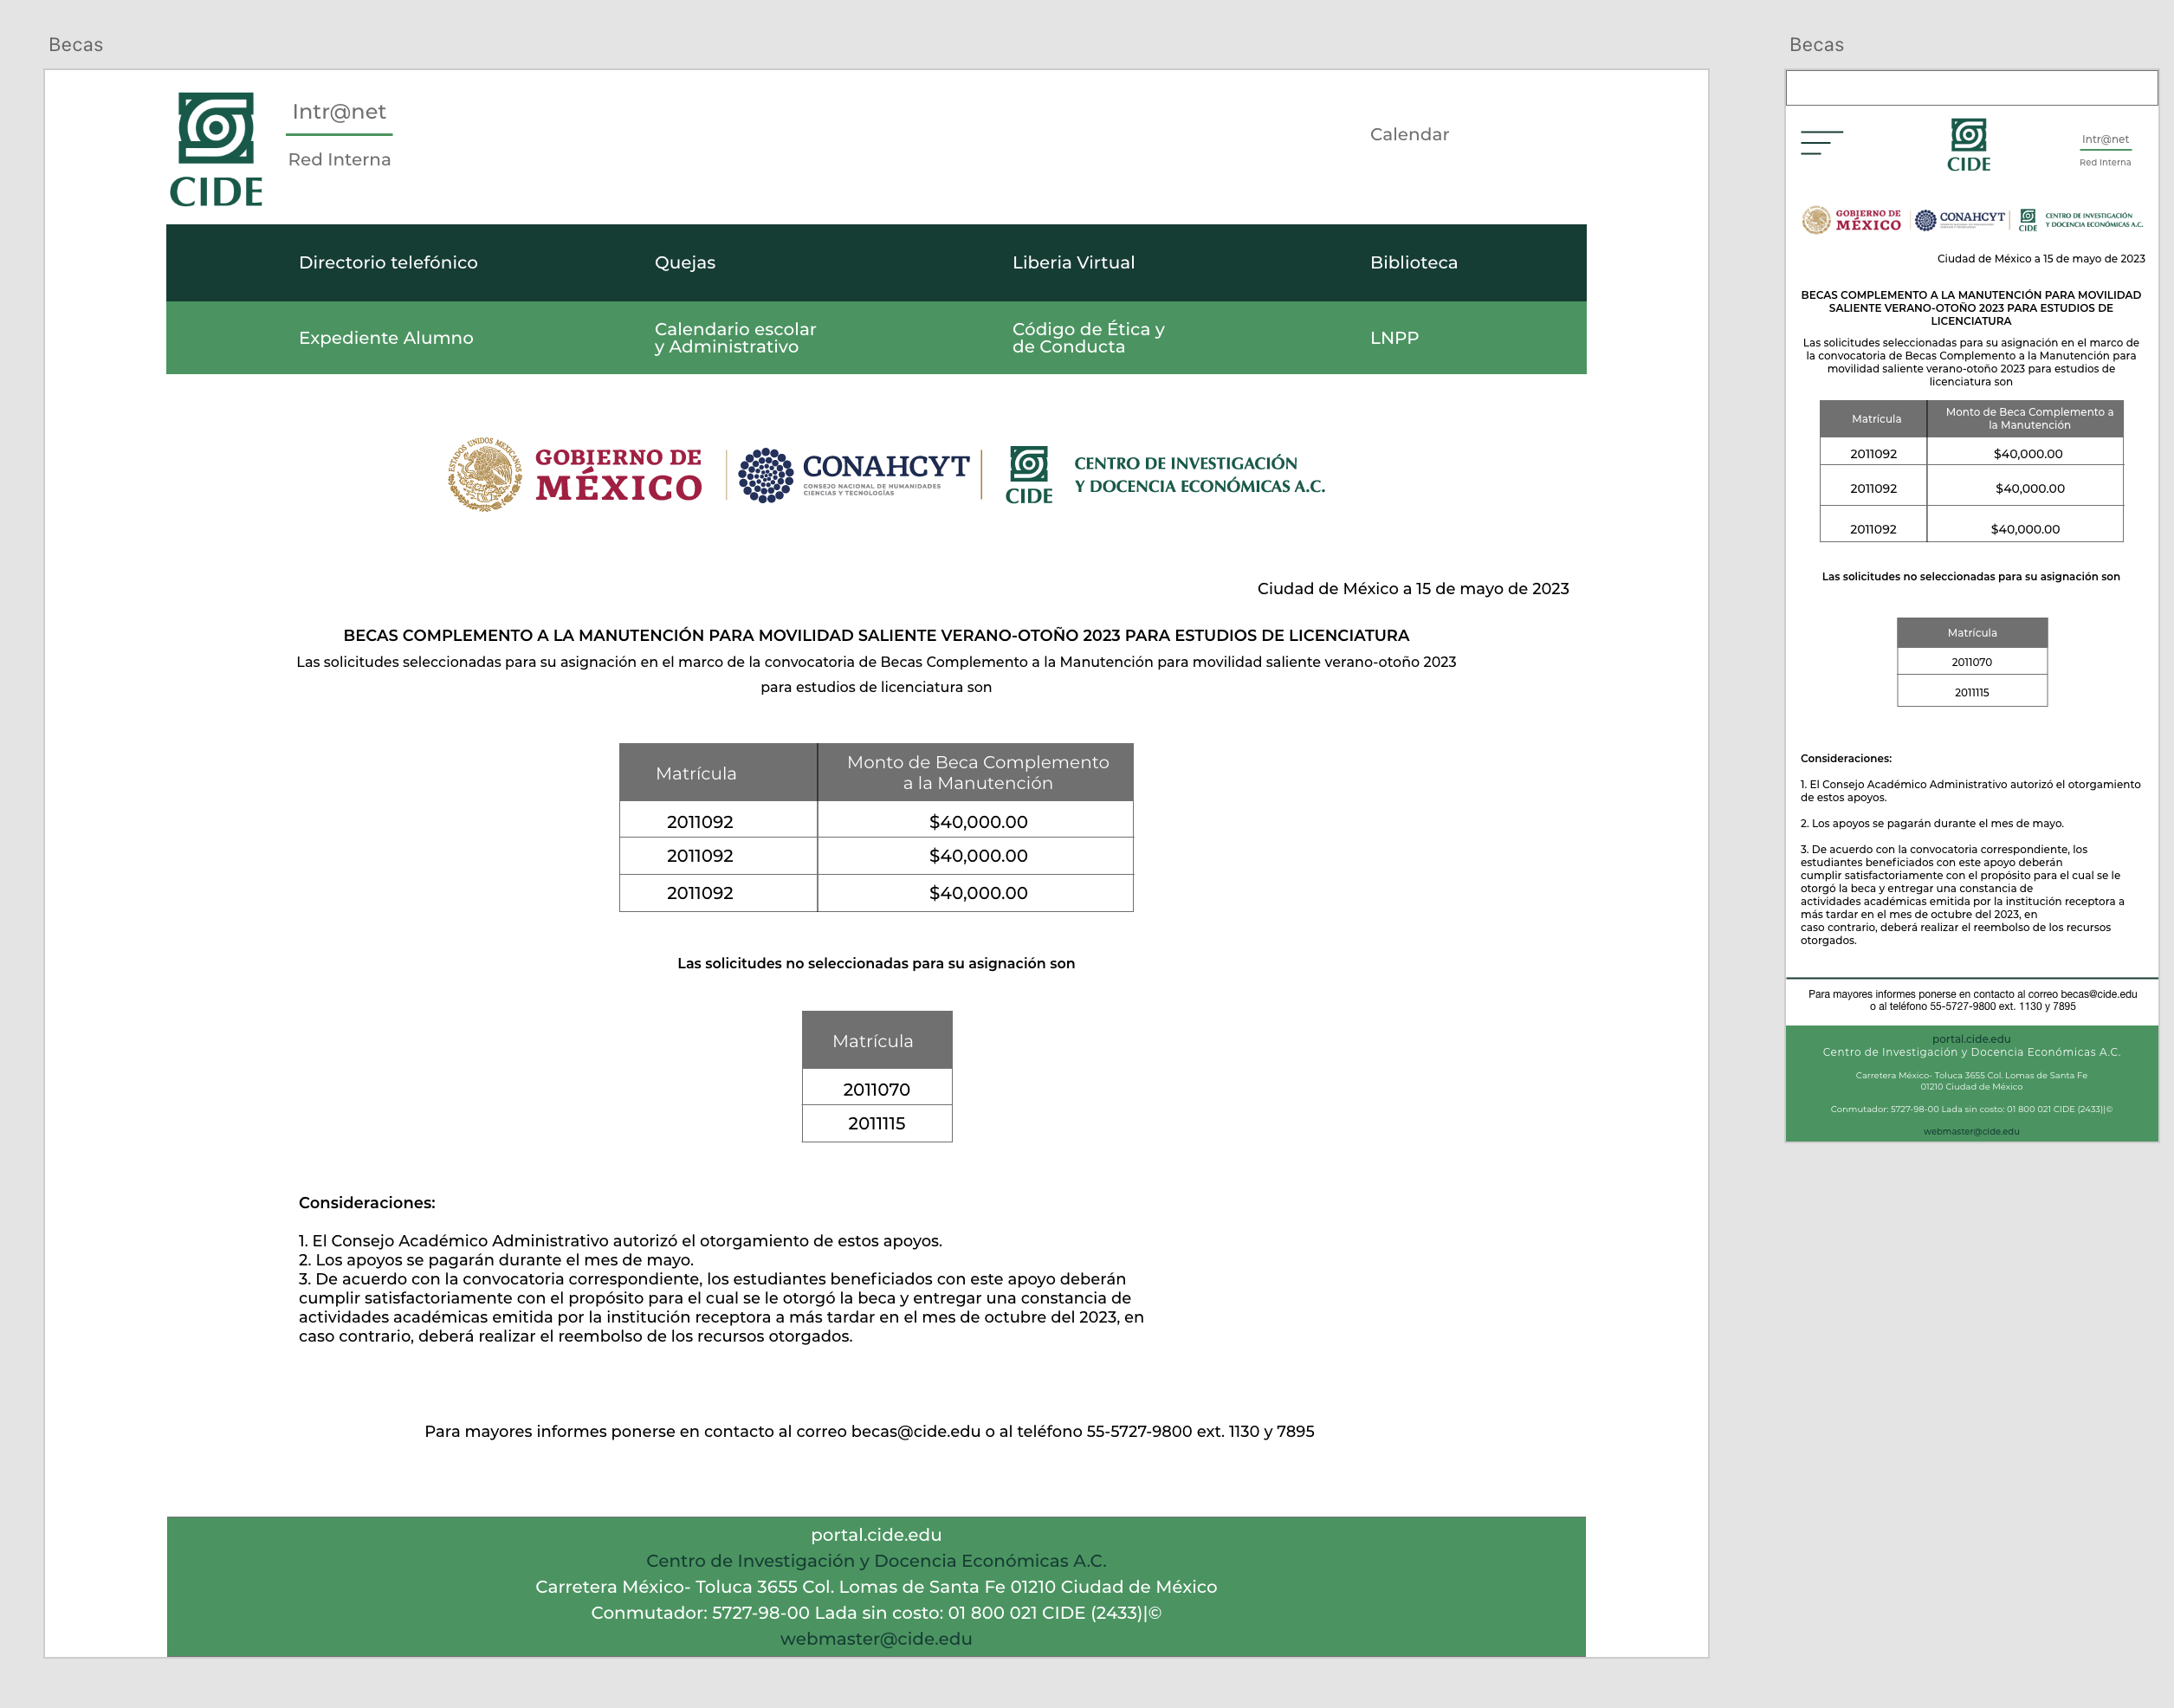 Becas
Intr@net
Red Interna
CIDE
Calendar
Directorio telefónico
Quejas
Liberia Virtual
Biblioteca
Expediente Alumno
Calendario escolar
y Administrativo
Código de Ética y
de Conducta
LNPP
ESTADOS UNIDOS MEXICANOS
GOBIERNO DE
MÉXICO
CONAHCYT
CONSEJO NACIONAL DE HUMANIDADES
CIENCIAS Y TECNOLOGÍAS
CIDE
CENTRO DE INVESTIGACIÓN
Y DOCENCIA ECONÓMICAS A.C.
Ciudad de México a 15 de mayo de 2023
BECAS COMPLEMENTO A LA MANUTENCIÓN PARA MOVILIDAD SALIENTE VERANO-OTOÑO 2023 PARA ESTUDIOS DE LICENCIATURA
Las solicitudes seleccionadas para su asignación en el marco de la convocatoria de Becas Complemento a la Manutención para movilidad saliente verano-otoño 2023
para estudios de licenciatura son
Matrícula
Monto de Beca Complemento
a la Manutención
2011092 $40,000.00
2011092 $40,000.00
2011092 $40,000.00
Las solicitudes no seleccionadas para su asignación son
Matrícula
2011070
2011115
Consideraciones:
1. El Consejo Académico Administrativo autorizó el otorgamiento de estos apoyos.
2. Los apoyos se pagarán durante el mes de mayo.
3. De acuerdo con la convocatoria correspondiente, los estudiantes beneficiados con este apoyo deberán
cumplir satisfactoriamente con el propósito para el cual se le otorgó la beca y entregar una constancia de
actividades académicas emitida por la institución receptora a más tardar en el mes de octubre del 2023, en
caso contrario, deberá realizar el reembolso de los recursos otorgados.
Para mayores informes ponerse en contacto al correo becas@cide.edu o al teléfono 55-5727-9800 ext. 1130 y 7895
portal.cide.edu
Centro de Investigación y Docencia Económicas A.C.
Carretera México- Toluca 3655 Col. Lomas de Santa Fe 01210 Ciudad de México
Conmutador: 5727-98-00 Lada sin costo: 01 800 021 CIDE (2433)|©
webmaster@cide.edu
Becas
CIDE
Intr@net
Red Interna
GOBIERNO DE
MÉXICO
CONAHCYT
CIDE
CENTRO DE INVESTIGACIÓN
Y DOCENCIA ECONÓMICAS A.C.
Ciudad de México a 15 de mayo de 2023
BECAS COMPLEMENTO A LA MANUTENCIÓN PARA MOVILIDAD
SALIENTE VERANO-OTOÑO 2023 PARA ESTUDIOS DE
LICENCIATURA
Las solicitudes seleccionadas para su asignación en el marco de
la convocatoria de Becas Complemento a la Manutención para
movilidad saliente verano-otoño 2023 para estudios de
licenciatura son
Matrícula
Monto de Beca Complemento a
la Manutención
2011092 $40,000.00
2011092 $40,000.00
2011092 $40,000.00
Las solicitudes no seleccionadas para su asignación son
Matrícula
2011070
2011115
Consideraciones:
1. El Consejo Académico Administrativo autorizó el otorgamiento
de estos apoyos.
2. Los apoyos se pagarán durante el mes de mayo.
3. De acuerdo con la convocatoria correspondiente, los
estudiantes beneficiados con este apoyo deberán
cumplir satisfactoriamente con el propósito para el cual se le
otorgó la beca y entregar una constancia de
actividades académicas emitida por la institución receptora a
más tardar en el mes de octubre del 2023, en
caso contrario, deberá realizar el reembolso de los recursos
otorgados.
Para mayores informes ponerse en contacto al correo becas@cide.edu
o al teléfono 55-5727-9800 ext. 1130 y 7895
portal.cide.edu
Centro de Investigación y Docencia Económicas A.C.
Carretera México- Toluca 3655 Col. Lomas de Santa Fe
01210 Ciudad de México
Conmutador: 5727-98-00 Lada sin costo: 01 800 021 CIDE (2433)|©
webmaster@cide.edu